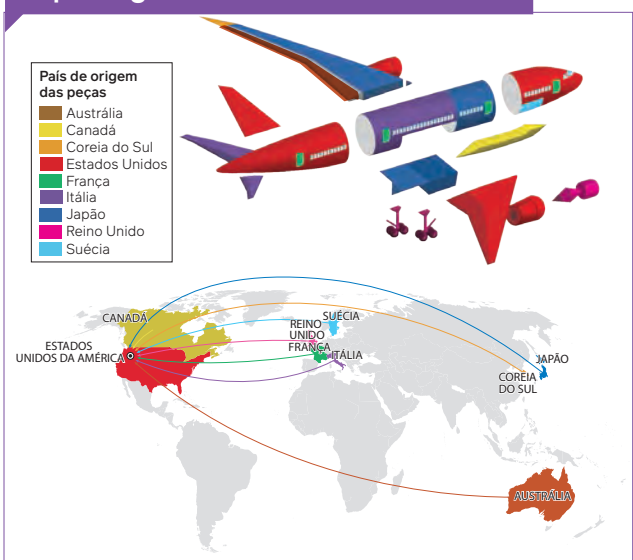 País de origem
das peças
Austrália
Canadá
Coreia do Sul
Estados Unidos
França
Itália
Japão
Reino Unido
Suécia
CANADÁ
ESTADOS
UNIDOS DA AMÉRICA
SUÉCIA
REINO
UNIDO
FRANÇA
ITÁLIA
JAPÃO
COREIA
DO SUL
AUSTRÁLIA